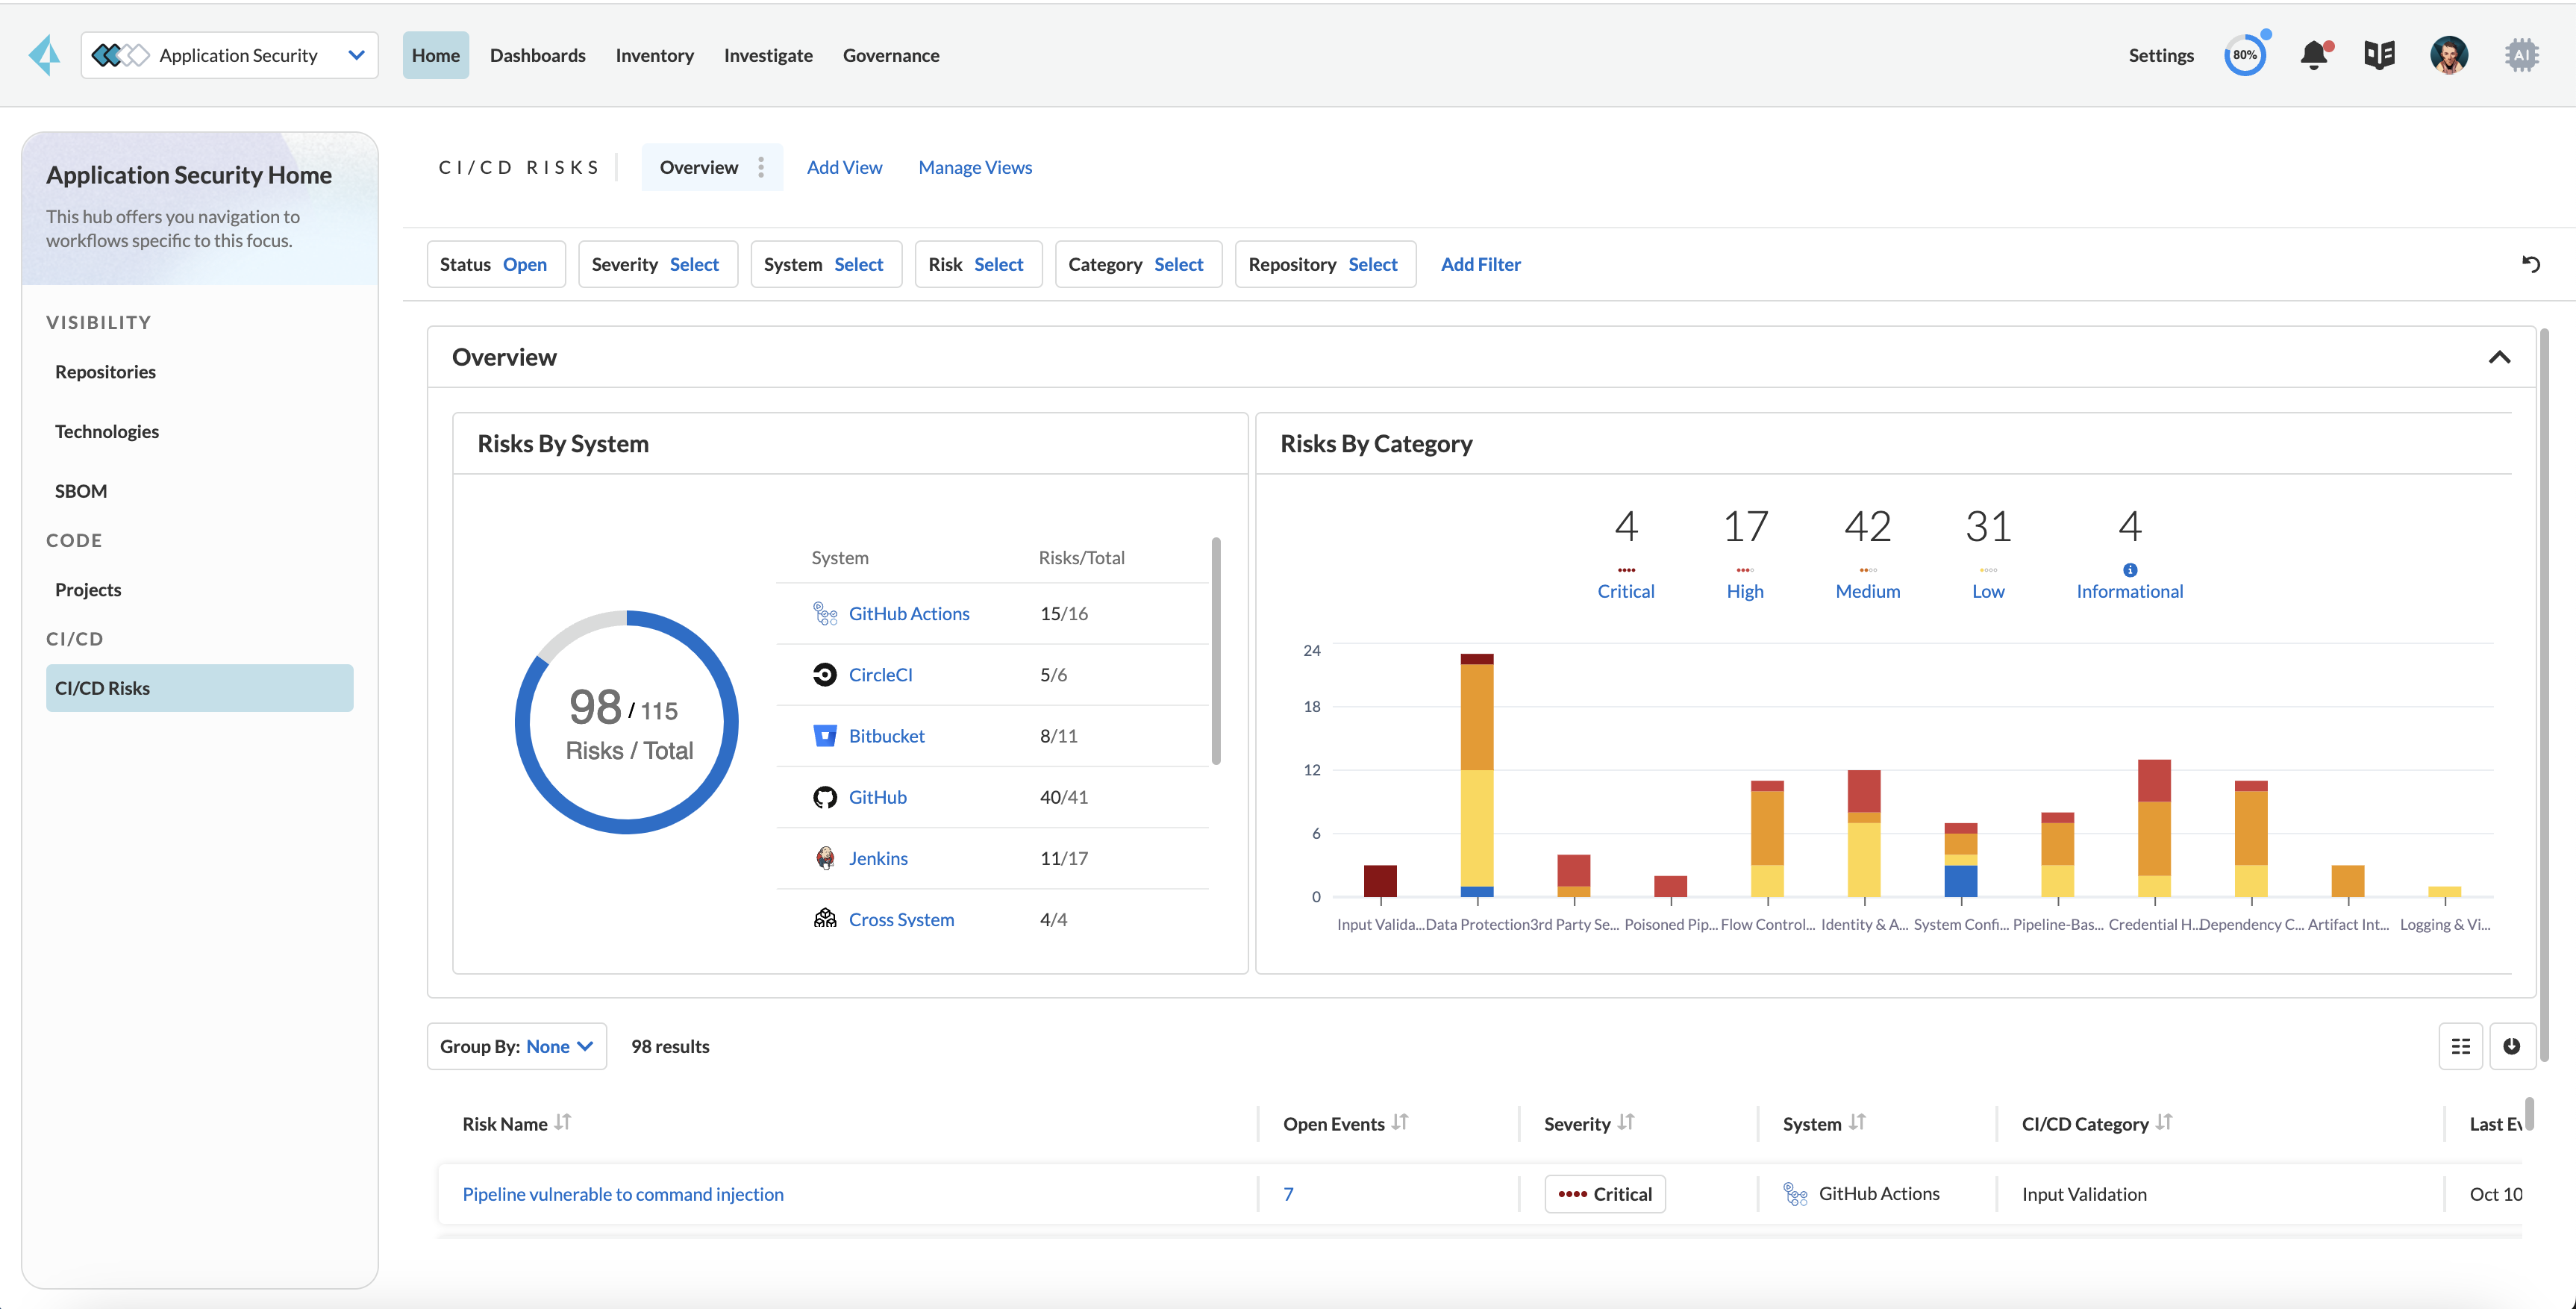 Application Security
Home
Dashboards
Inventory
Investigate
Governance
Settings
80%
AI
Application Security Home
This hub offers you navigation to
workflows specific to this focus.
VISIBILITY
Repositories
Technologies
SBOM
CODE
Projects
CI/CD
CI/CD Risks
CI/CD RISKS
Overview
Add View
Manage Views
Status Open
Severity Select
System Select
Risk Select
Category Select
Repository Select
Add Filter
Overview
Risks By System
98 / 115
Risks / Total
System Risks/Total
GitHub Actions 15/16
CircleCI 5/6
Bitbucket 8/11
GitHub 40/41
Jenkins 11/17
Cross System 4/4
Risks By Category
4 17 42 31 4
Critical High Medium Low Informational
24
18
12
6
0
Input Valida... Data Protection 3rd Party Se... Poisoned Pip... Flow Control... Identity & A... System Confi... Pipeline-Bas... Credential H... Dependency C... Artifact Int... Logging & Vi...
Group By: None
98 results
Risk Name Open Events Severity System CI/CD Category Last Ev
Pipeline vulnerable to command injection 7 Critical GitHub Actions Input Validation Oct 10